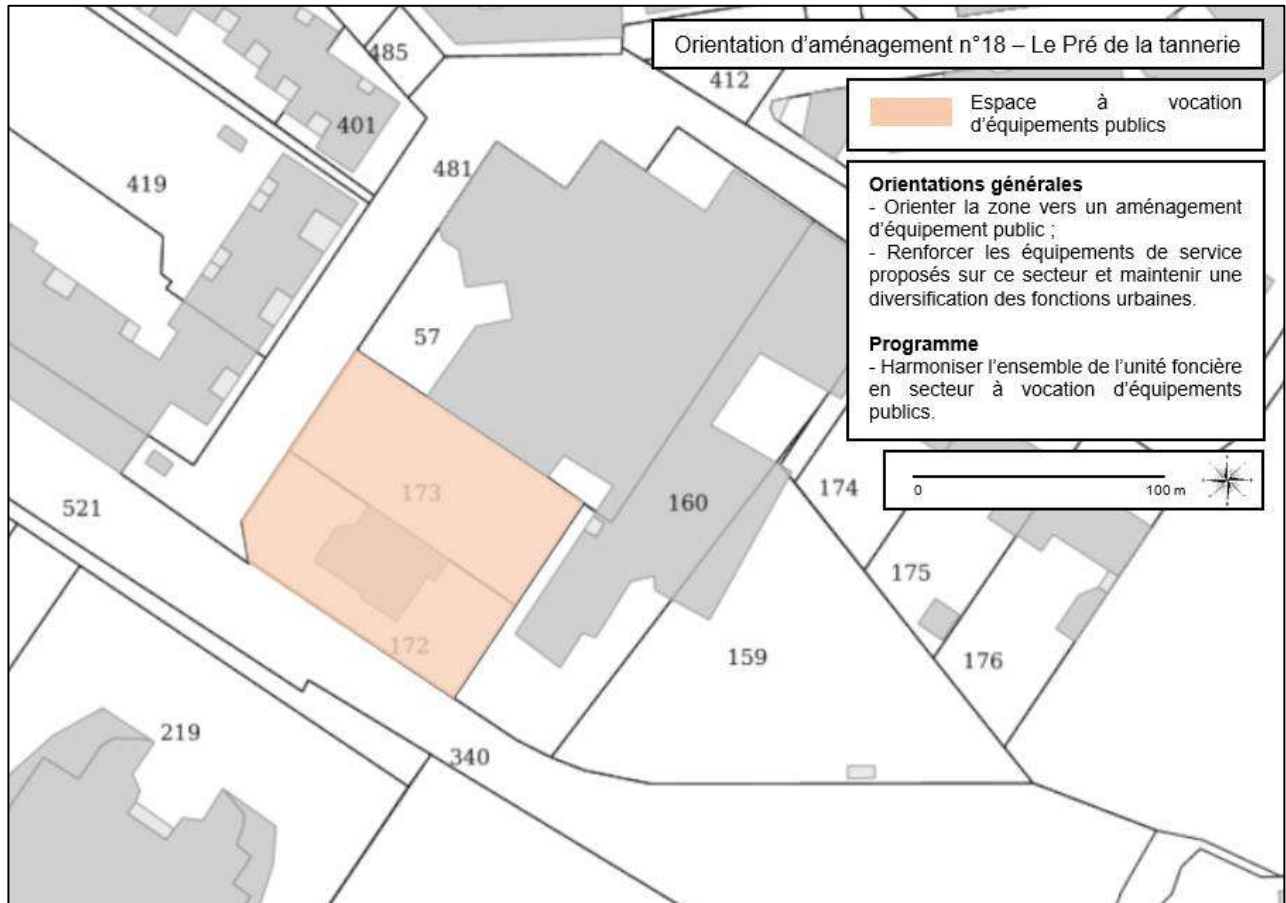 Orientation d'aménagement n°18 – Le Pré de la tannerie
Espace à vocation
d'équipements publics
Orientations générales
- Orienter la zone vers un aménagement
d'équipement public ;
- Renforcer les équipements de service
proposés sur ce secteur et maintenir une
diversification des fonctions urbaines.
Programme
- Harmoniser l'ensemble de l'unité foncière
en secteur à vocation d'équipements
publics.
0 100 m
485
412
401
481
419
57
173
160
174
521
175
172
159
176
219
340